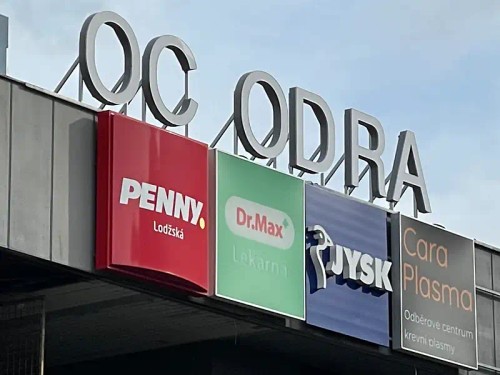 OC ODRA
PENNY.
Lodžská
Dr.Max+
Lékárna
JYSK
Cara
Plasma
Odběrové centrum
krevní plasmy